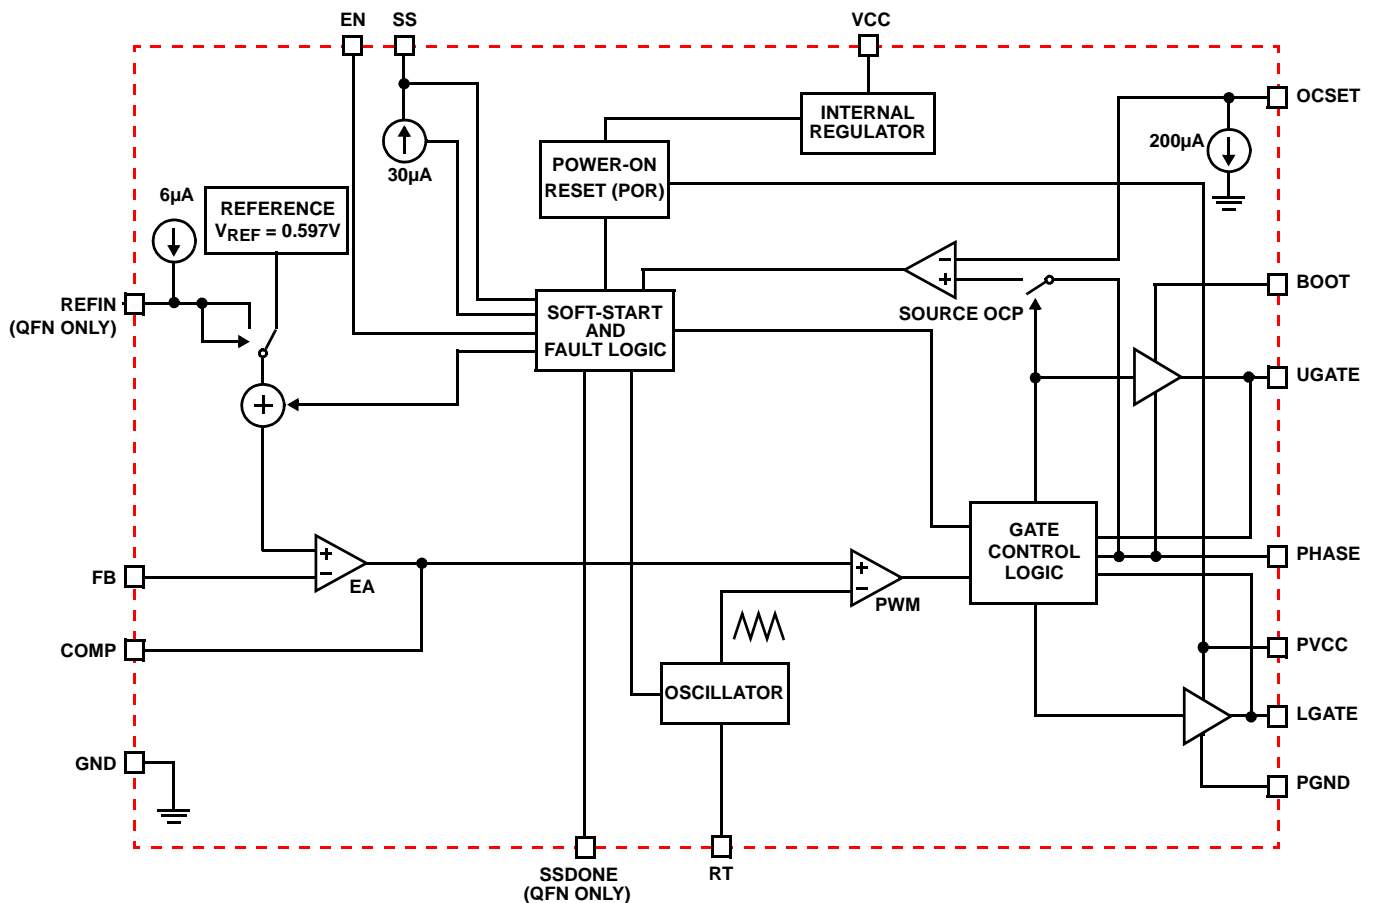 EN
SS
VCC
OCSET
INTERNAL
REGULATOR
200µA
POWER-ON
RESET (POR)
30µA
6µA
REFERENCE
VREF = 0.597V
REFIN
(QFN ONLY)
SOFT-START
AND
FAULT LOGIC
-
+
SOURCE OCP
BOOT
UGATE
+
GATE
CONTROL
LOGIC
PHASE
FB
+
-
EA
+
-
PWM
COMP
PVCC
OSCILLATOR
LGATE
GND
PGND
SSDONE
(QFN ONLY)
RT